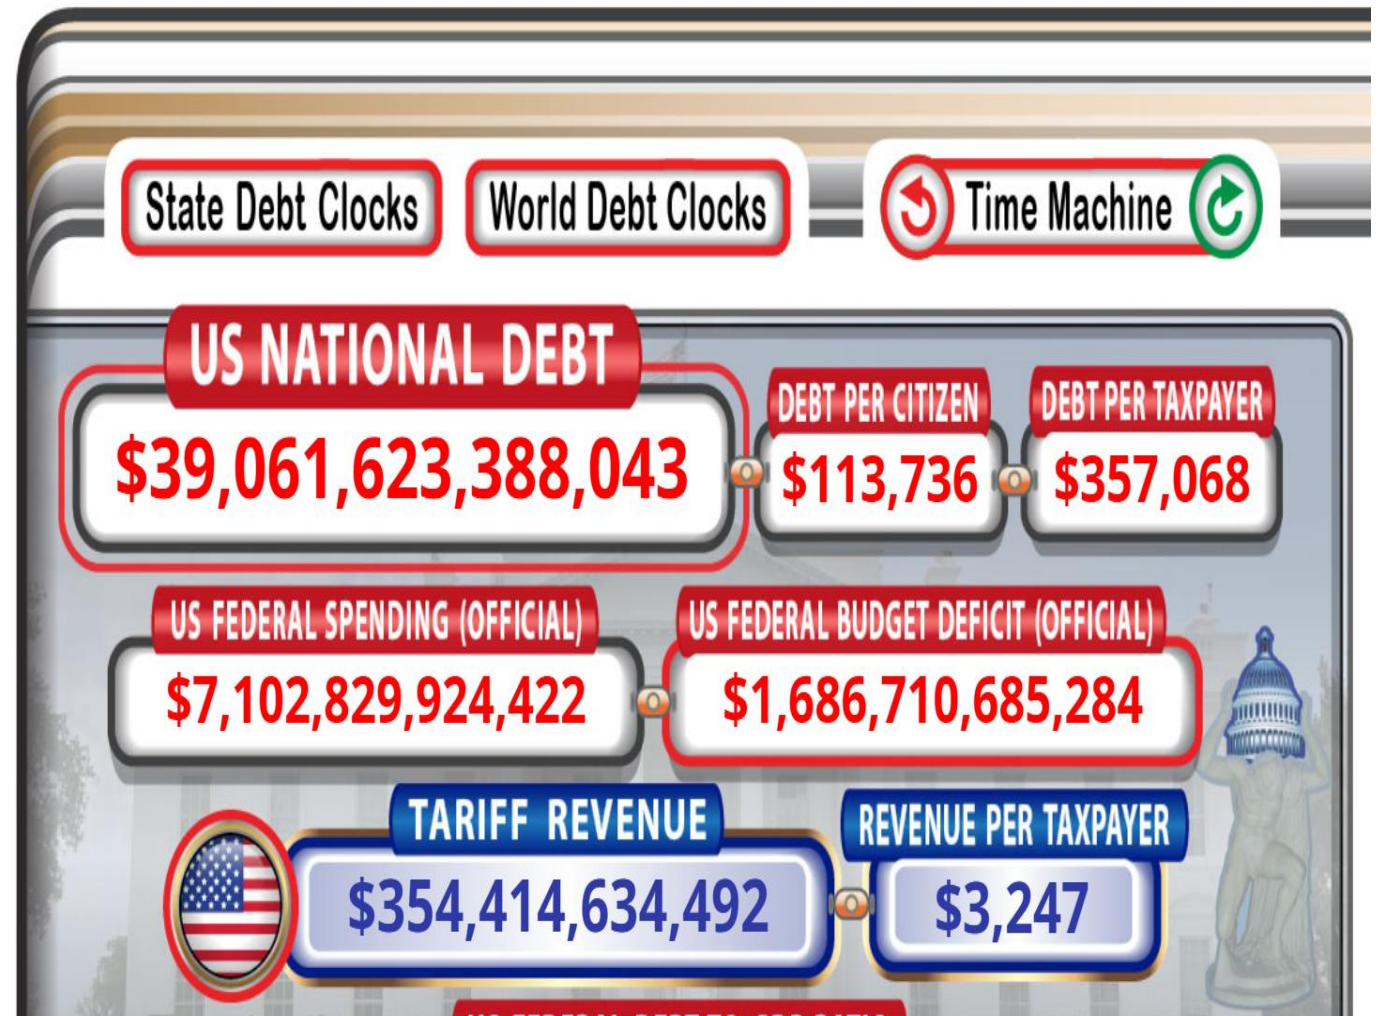 State Debt Clocks
World Debt Clocks
Time Machine
US NATIONAL DEBT
$39,061,623,388,043
DEBT PER CITIZEN
$113,736
DEBT PER TAXPAYER
$357,068
US FEDERAL SPENDING (OFFICIAL)
$7,102,829,924,422
US FEDERAL BUDGET DEFICIT (OFFICIAL)
$1,686,710,685,284
TARIFF REVENUE
$354,414,634,492
REVENUE PER TAXPAYER
$3,247